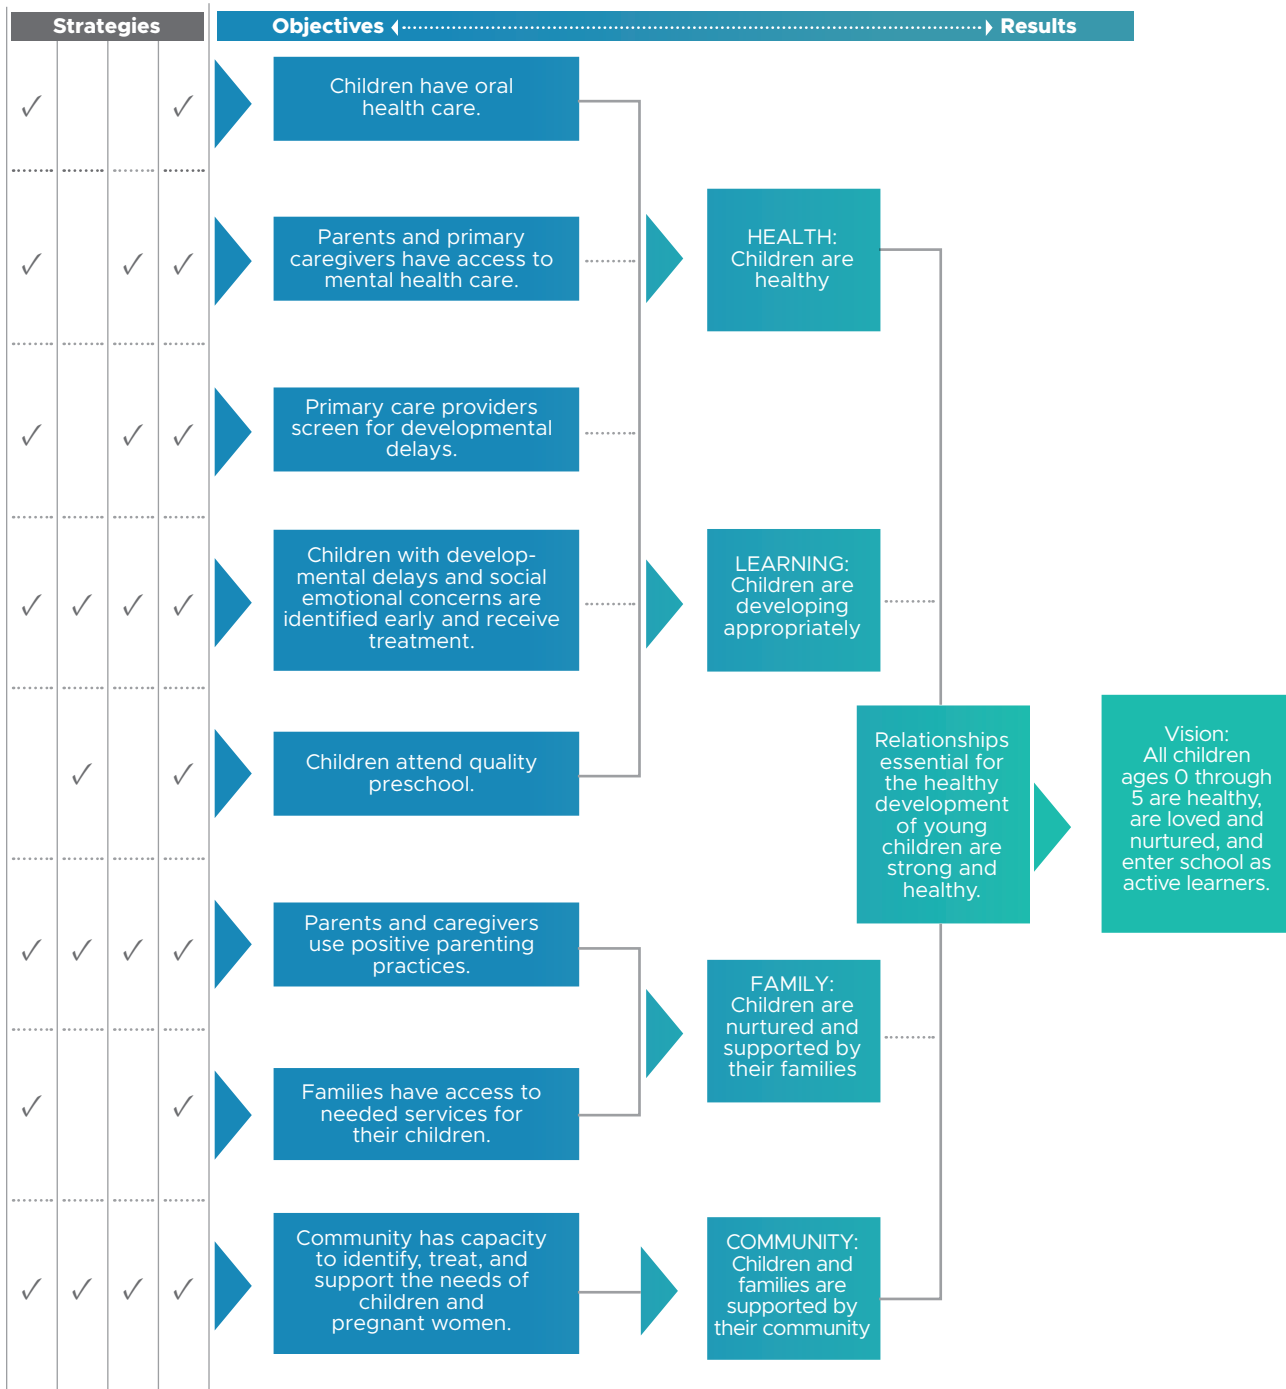 Strategies
Objectives
Results
Children have oral
health care.
Parents and primary
caregivers have access to
mental health care.
HEALTH:
Children are
healthy
Primary care providers
screen for developmental
delays.
Children with develop-
mental delays and social
emotional concerns are
identified early and receive
treatment.
LEARNING:
Children are
developing
appropriately
Children attend quality
preschool.
Relationships
essential for
the healthy
development
of young
children are
strong and
healthy.
Vision:
All children
ages 0 through
5 are healthy,
are loved and
nurtured, and
enter school as
active learners.
Parents and caregivers
use positive parenting
practices.
FAMILY:
Children are
nurtured and
supported by
their families
Families have access to
needed services for
their children.
Community has capacity
to identify, treat, and
support the needs of
children and
pregnant women.
COMMUNITY:
Children and
families are
supported by
their community